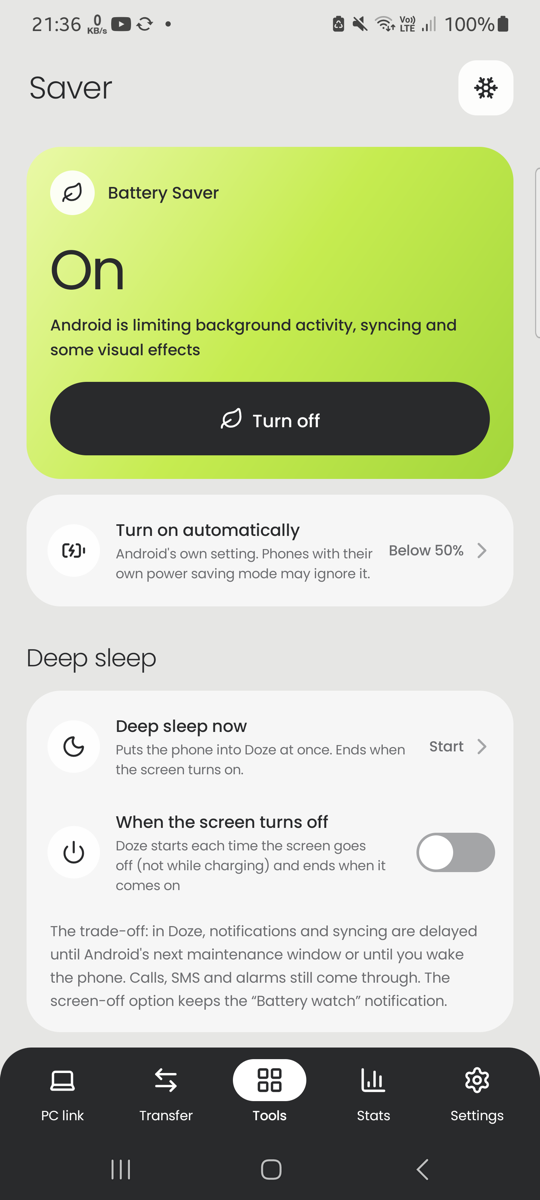 21:36 0 KB/s Vo)) LTE 100%
Saver
Battery Saver
On
Android is limiting background activity, syncing and
some visual effects
Turn off
Turn on automatically
Android's own setting. Phones with their
own power saving mode may ignore it.
Below 50%
Deep sleep
Deep sleep now
Puts the phone into Doze at once. Ends when
the screen turns on.
Start
When the screen turns off
Doze starts each time the screen goes
off (not while charging) and ends when it
comes on
The trade-off: in Doze, notifications and syncing are delayed
until Android's next maintenance window or until you wake
the phone. Calls, SMS and alarms still come through. The
screen-off option keeps the “Battery watch” notification.
PC link Transfer Tools Stats Settings